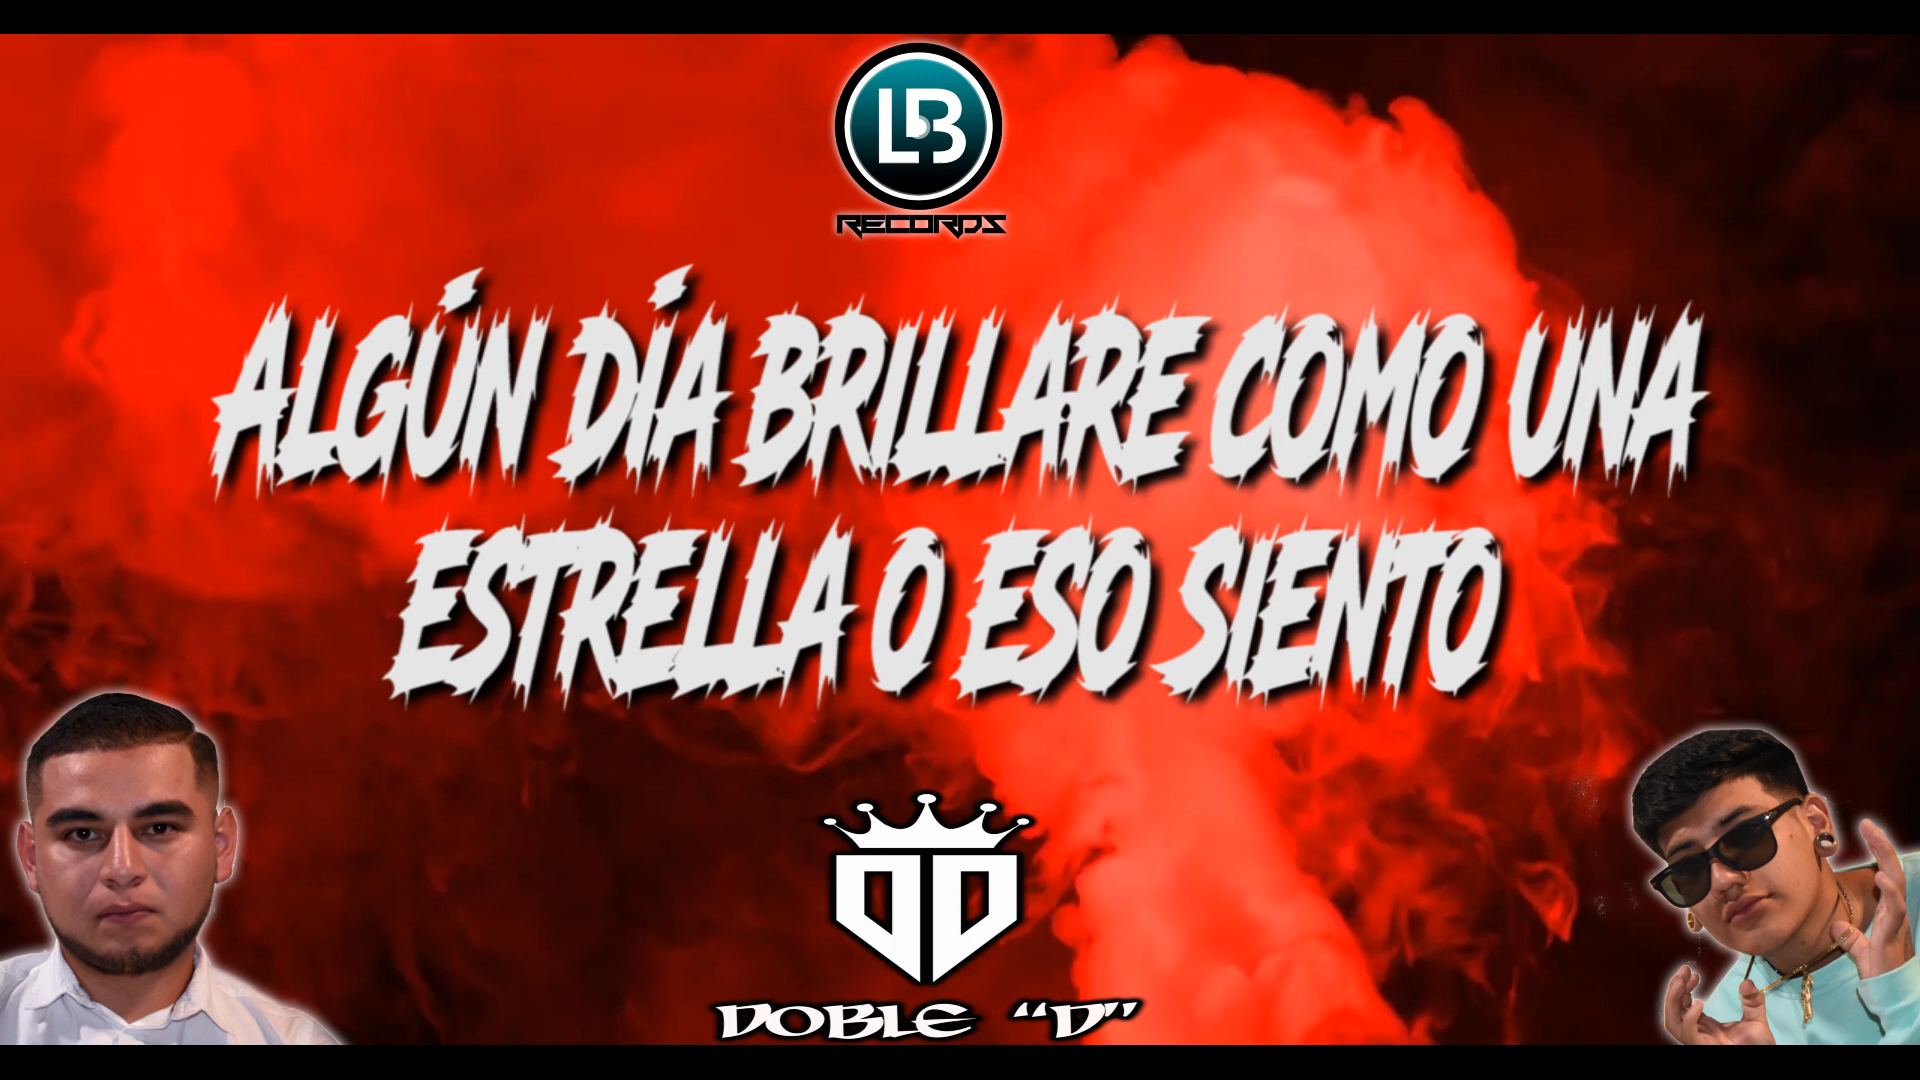 LB
RECORDS
ALGÚN DÍA BRILLARE COMO UNA
ESTRELLA O ESO SIENTO
DD
DOBLE "D"